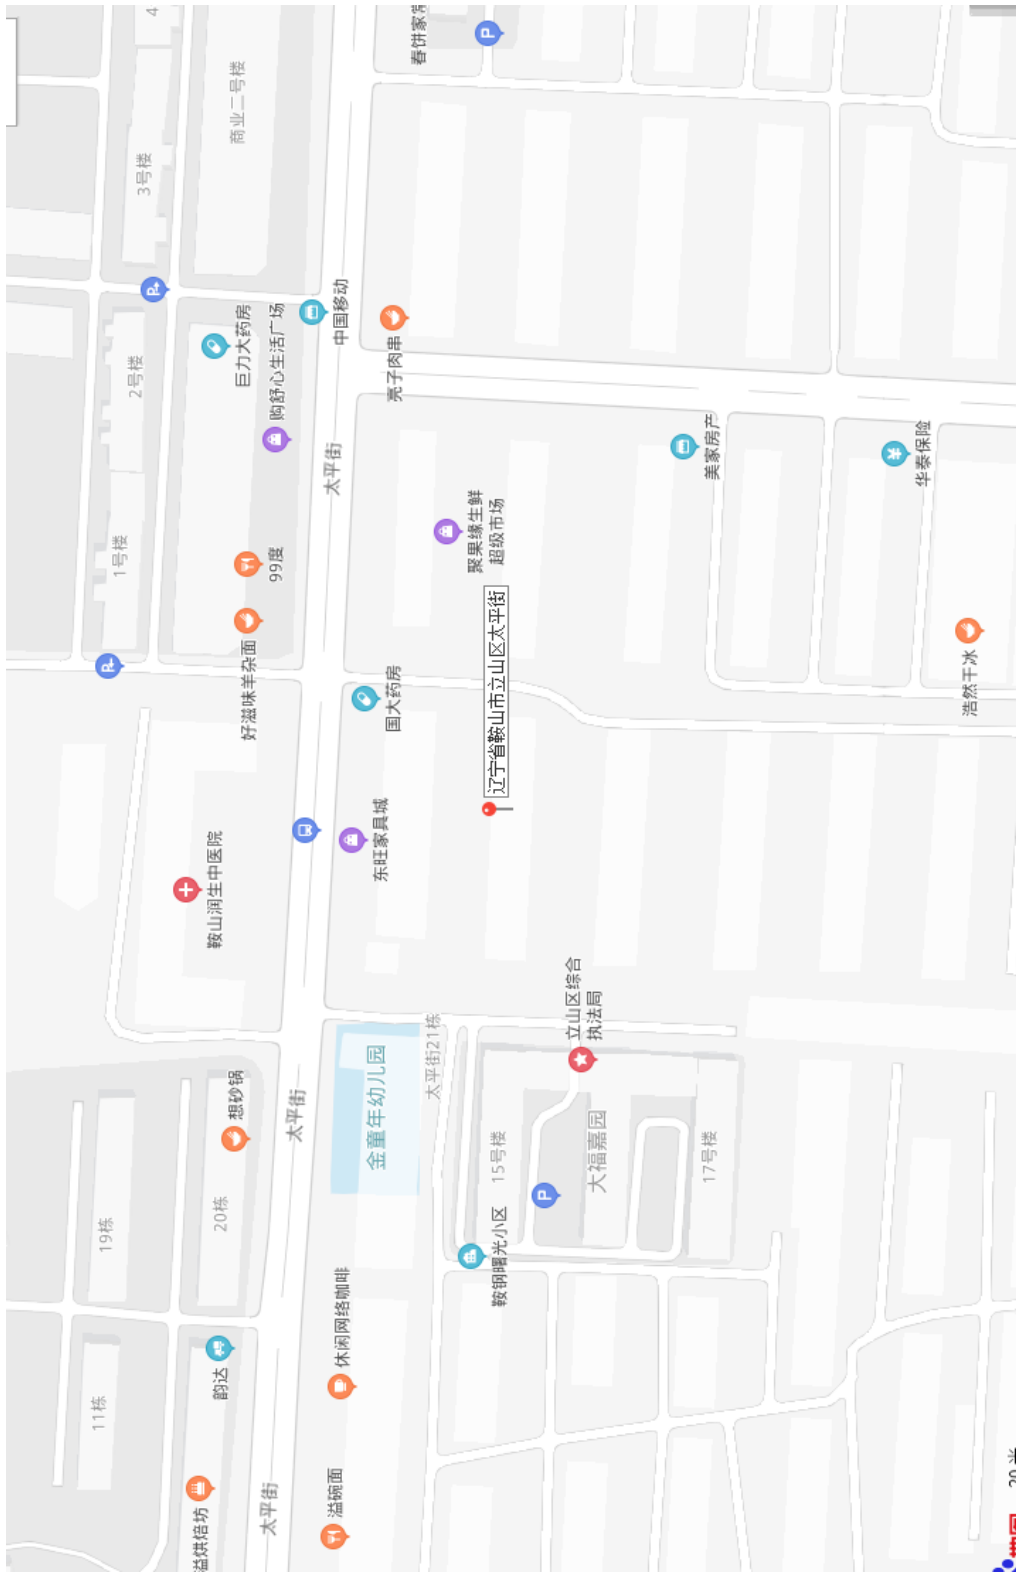 春饼家常
4
商业二号楼
3号楼
中国移动
巨力大药房
购舒心生活广场
亮子肉串
2号楼
太平街
美家房产
华泰保险
聚果缘生鲜
超级市场
1号楼
99度
好滋味羊杂面
辽宁省鞍山市立山区太平街
国大药房
浩然干冰
东旺家具城
鞍山润生中医院
立山区综合
执法局
太平街21栋
金童年幼儿园
想砂锅
太平街
15号楼
大福嘉园
17号楼
20栋
19栋
鞍钢曙光小区
休闲网络咖啡
韵达
11栋
溢碗面
太平街
益烘焙坊
20米
地图